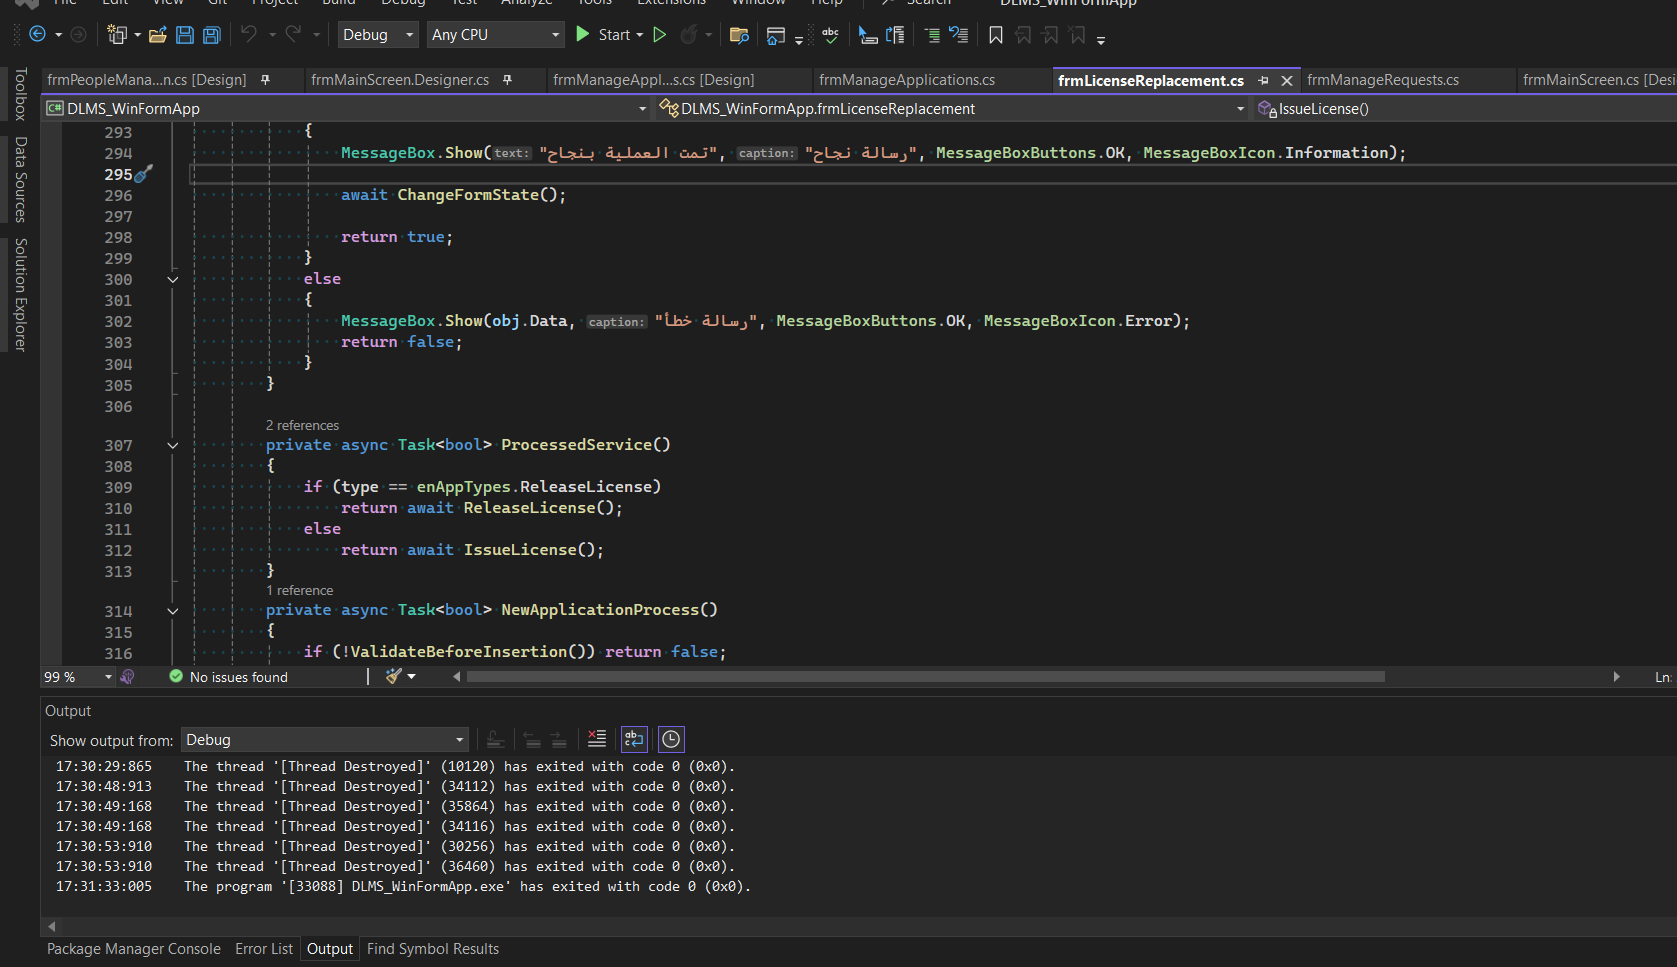 File Edit View Git Project Build Debug Test Analyze Tools Extensions Window Help Search DLMS_WinFormApp
Debug Any CPU Start
frmPeopleMana...n.cs [Design] frmMainScreen.Designer.cs frmManageAppl...s.cs [Design] frmManageApplications.cs frmLicenseReplacement.cs frmManageRequests.cs frmMainScreen.cs [Desi
DLMS_WinFormApp DLMS_WinFormApp.frmLicenseReplacement IssueLicense()
Toolbox
Data Sources
Solution Explorer
293 {
294 MessageBox.Show(text: "تمت العملية بنجاح", caption: "رسالة نجاح", MessageBoxButtons.OK, MessageBoxIcon.Information);
295
296 await ChangeFormState();
297
298 return true;
299 }
300 else
301 {
302 MessageBox.Show(obj.Data, caption: "رسالة خطأ", MessageBoxButtons.OK, MessageBoxIcon.Error);
303 return false;
304 }
305 }
306
2 references
307 private async Task<bool> ProcessedService()
308 {
309 if (type == enAppTypes.ReleaseLicense)
310 return await ReleaseLicense();
311 else
312 return await IssueLicense();
313 }
1 reference
314 private async Task<bool> NewApplicationProcess()
315 {
316 if (!ValidateBeforeInsertion()) return false;
99 % No issues found Ln:
Output
Show output from: Debug
17:30:29:865 The thread '[Thread Destroyed]' (10120) has exited with code 0 (0x0).
17:30:48:913 The thread '[Thread Destroyed]' (34112) has exited with code 0 (0x0).
17:30:49:168 The thread '[Thread Destroyed]' (35864) has exited with code 0 (0x0).
17:30:49:168 The thread '[Thread Destroyed]' (34116) has exited with code 0 (0x0).
17:30:53:910 The thread '[Thread Destroyed]' (30256) has exited with code 0 (0x0).
17:30:53:910 The thread '[Thread Destroyed]' (36460) has exited with code 0 (0x0).
17:31:33:005 The program '[33088] DLMS_WinFormApp.exe' has exited with code 0 (0x0).
Package Manager Console Error List Output Find Symbol Results